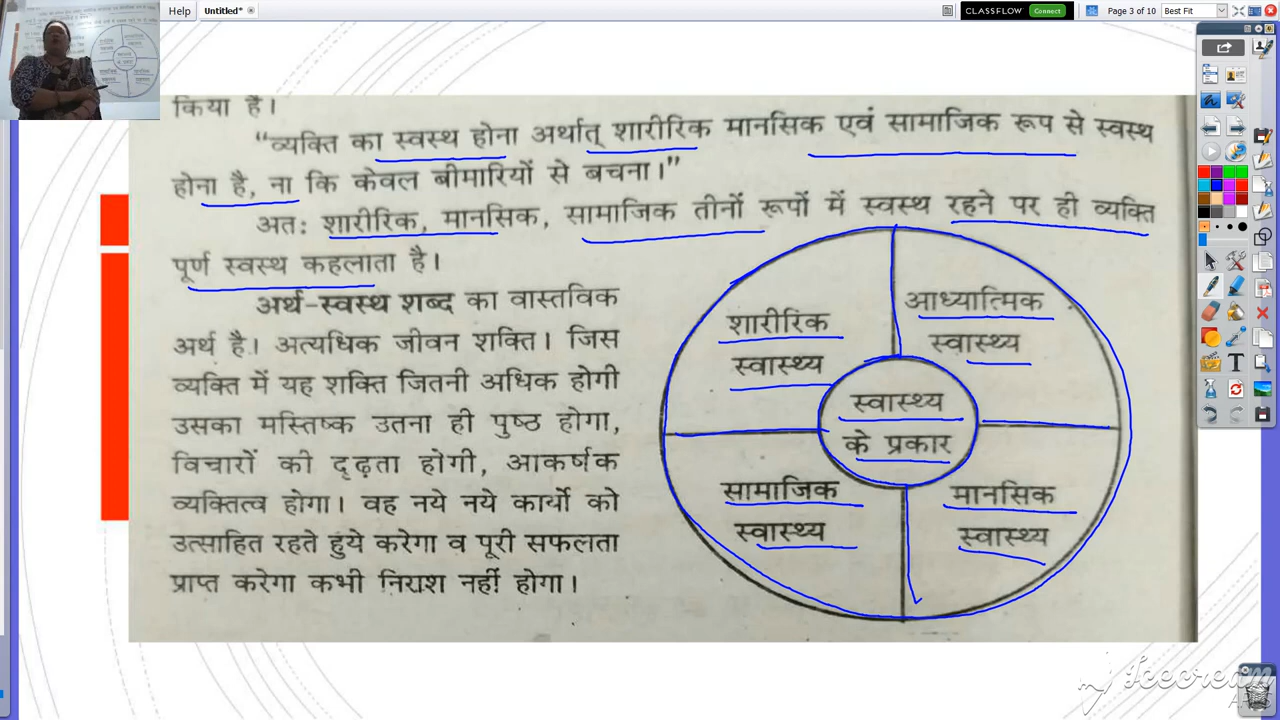 Help
Untitled*
CLASSFLOW Connect
Page 3 of 10
Best Fit
किया है।
"व्यक्ति का स्वस्थ होना अर्थात् शारीरिक मानसिक एवं सामाजिक रूप से स्वस्थ
होना है, ना कि केवल बीमारियों से बचना।"
अतः शारीरिक, मानसिक, सामाजिक तीनों रूपों में स्वस्थ रहने पर ही व्यक्ति
पूर्ण स्वस्थ कहलाता है।
अर्थ-स्वस्थ शब्द का वास्तविक
अर्थ है। अत्यधिक जीवन शक्ति। जिस
व्यक्ति में यह शक्ति जितनी अधिक होगी
उसका मस्तिष्क उतना ही पुष्ठ होगा,
विचारों की दृढ़ता होगी, आकर्षक
व्यक्तित्व होगा। वह नये नये कार्यो को
उत्साहित रहते हुये करेगा व पूरी सफलता
प्राप्त करेगा कभी निराश नहीं होगा।
शारीरिक
स्वास्थ्य
आध्यात्मिक
स्वास्थ्य
स्वास्थ्य
के प्रकार
सामाजिक
स्वास्थ्य
मानसिक
स्वास्थ्य
Icecream
APPS